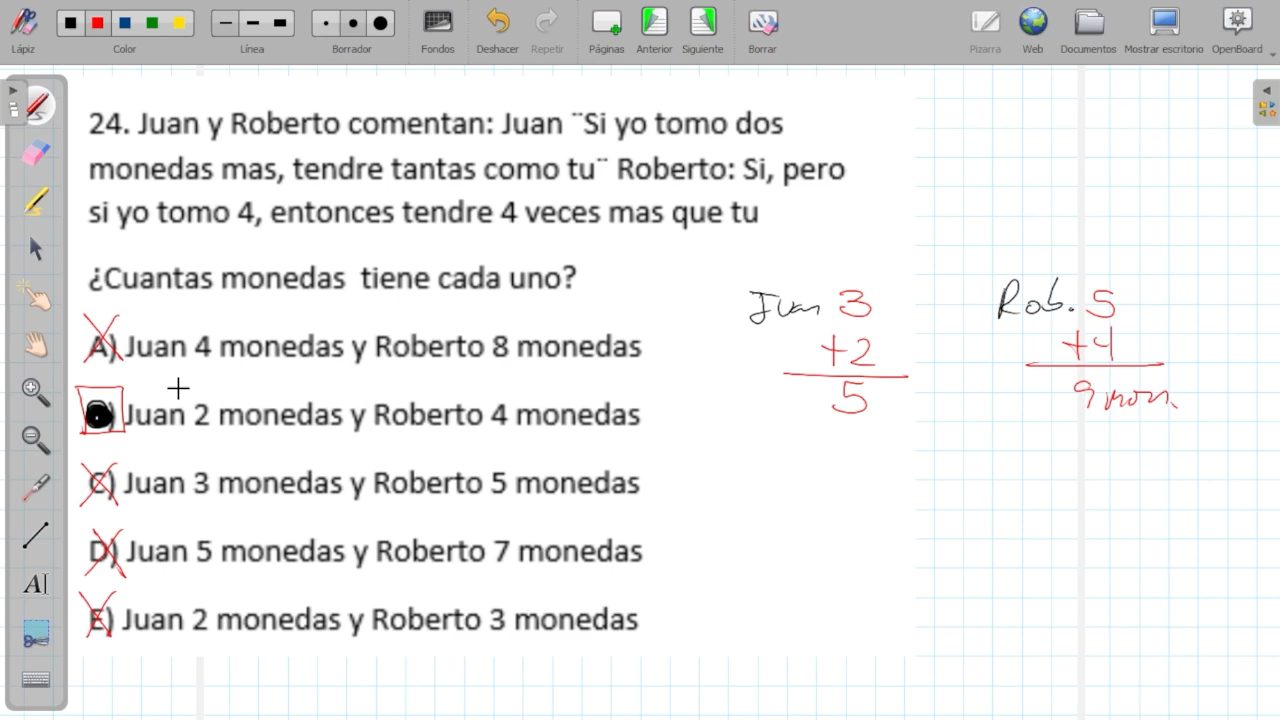 Lápiz Color Línea Borrador Fondos Deshacer Repetir Páginas Anterior Siguiente Borrar Pizarra Web Documentos Mostrar escritorio OpenBoard
24. Juan y Roberto comentan: Juan ¨Si yo tomo dos
monedas mas, tendre tantas como tu¨ Roberto: Si, pero
si yo tomo 4, entonces tendre 4 veces mas que tu
¿Cuantas monedas tiene cada uno?
A) Juan 4 monedas y Roberto 8 monedas
) Juan 2 monedas y Roberto 4 monedas
C) Juan 3 monedas y Roberto 5 monedas
D) Juan 5 monedas y Roberto 7 monedas
E) Juan 2 monedas y Roberto 3 monedas
Juan 3
+2
5
Rob. 5
+4
9 mon.
AI